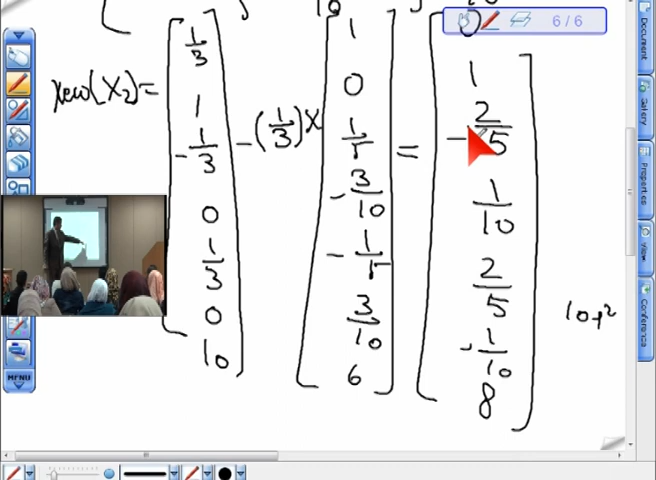 6 / 6
new(X2) = [ 1/3 1 -1/3 0 1/3 0 10 ] - (1/3) X [ 1 0 1/5 -3/10 -1/5 3/10 6 ] = [ 0 1 -2/5 1/10 2/5 -1/10 8 ]
MENU
Document
Gallery
Properties
View
Conference